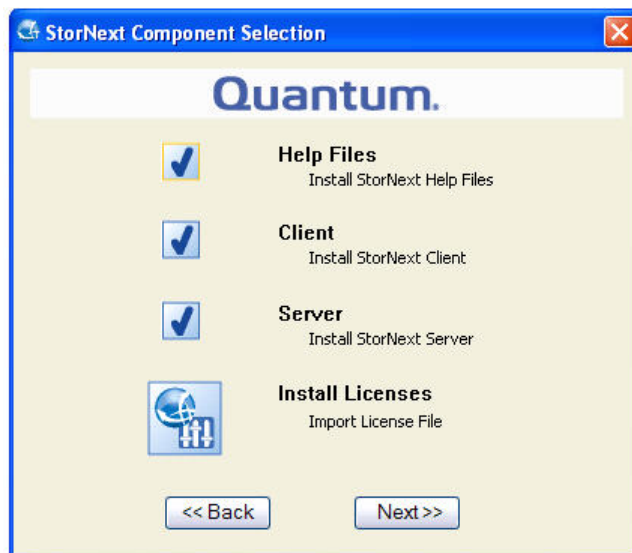 StorNext Component Selection
Quantum.
Help Files
Install StorNext Help Files
Client
Install StorNext Client
Server
Install StorNext Server
Install Licenses
Import License File
<< Back
Next >>